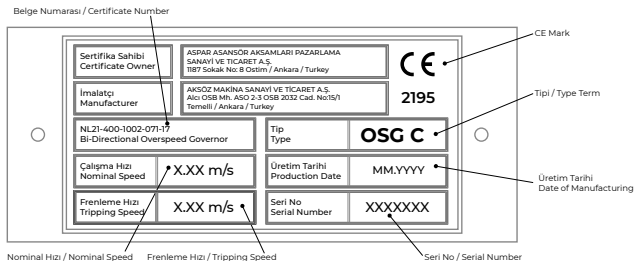 Belge Numarası / Certificate Number
CE Mark
Sertifika Sahibi
Certificate Owner
ASPAR ASANSÖR AKSAMLARI PAZARLAMA
SANAYİ VE TICARET A.Ş.
1187 Sokak No: 8 Ostim / Ankara / Turkey
CE
İmalatçı
Manufacturer
AKSÖZ MAKİNA SANAYİ VE TİCARET A.Ş.
Alcı OSB Mh. ASO 2-3 OSB 2032 Cad. No:15/1
Temelli / Ankara / Turkey
2195
Tipi / Type Term
NL21-400-1002-071-17
Bi-Directional Overspeed Governor
Tip
Type
OSG C
Çalışma Hızı
Nominal Speed
X.XX m/s
Üretim Tarihi
Production Date
MM.YYYY
Üretim Tarihi
Date of Manufacturing
Frenleme Hızı
Tripping Speed
X.XX m/s
Seri No
Serial Number
XXXXXXX
Nominal Hızı / Nominal Speed
Frenleme Hızı / Tripping Speed
Seri No / Serial Number